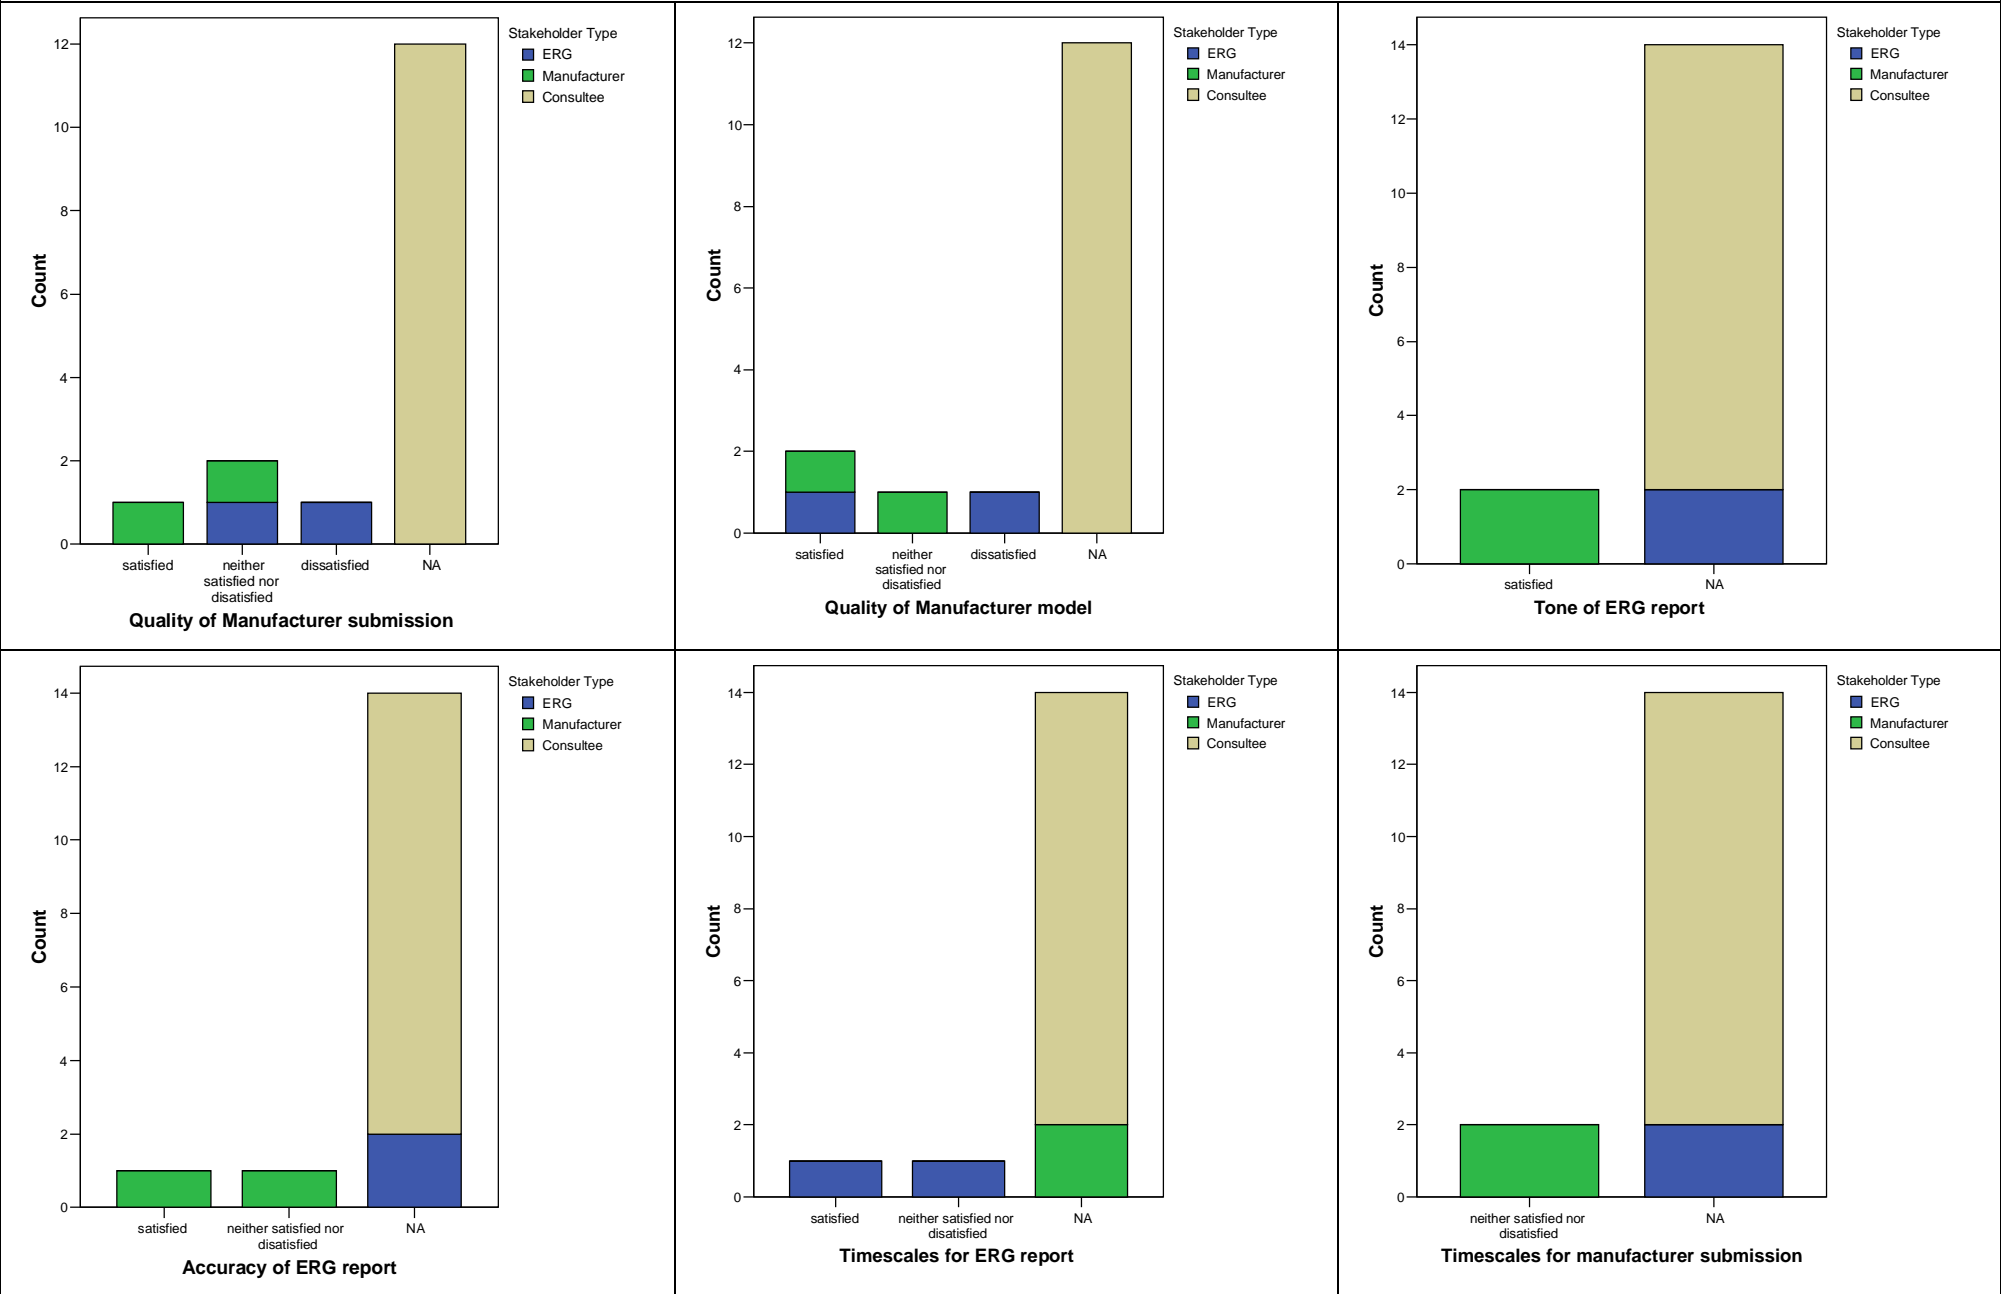 Stakeholder Type
ERG
Manufacturer
Consultee
Count
12
10
8
6
4
2
0
satisfied
neither
satisfied nor
disatisfied
dissatisfied
NA
Quality of Manufacturer submission
Stakeholder Type
ERG
Manufacturer
Consultee
Count
12
10
8
6
4
2
0
satisfied
neither
satisfied nor
disatisfied
dissatisfied
NA
Quality of Manufacturer model
Stakeholder Type
ERG
Manufacturer
Consultee
Count
14
12
10
8
6
4
2
0
satisfied
NA
Tone of ERG report
Stakeholder Type
ERG
Manufacturer
Consultee
Count
14
12
10
8
6
4
2
0
satisfied
neither satisfied nor
disatisfied
NA
Accuracy of ERG report
Stakeholder Type
ERG
Manufacturer
Consultee
Count
14
12
10
8
6
4
2
0
satisfied
neither satisfied nor
disatisfied
NA
Timescales for ERG report
Stakeholder Type
ERG
Manufacturer
Consultee
Count
14
12
10
8
6
4
2
0
neither satisfied nor
disatisfied
NA
Timescales for manufacturer submission